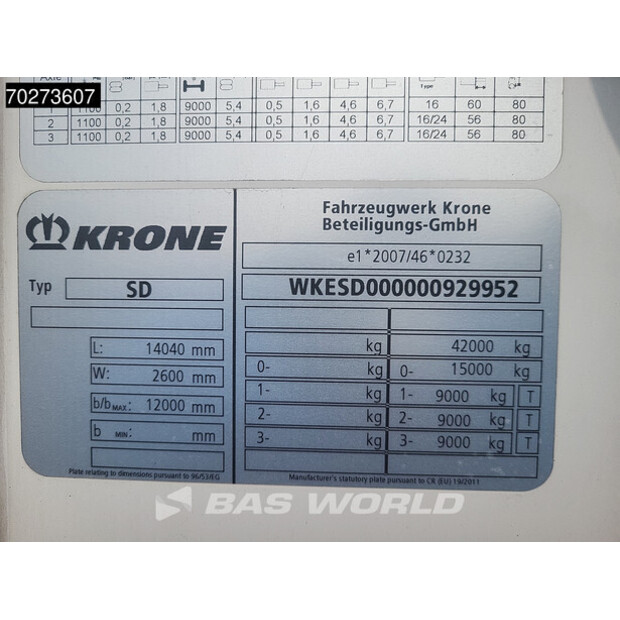 70273607
Axle
1 1100 0,2 1,8 9000 5,4 0,5 1,6 4,6 6,7 16 60 80
2 1100 0,2 1,8 9000 5,4 0,5 1,6 4,6 6,7 16/24 56 80
3 1100 0,2 1,8 9000 5,4 0,5 1,6 4,6 6,7 16/24 56 80
KRONE
Fahrzeugwerk Krone
Beteiligungs-GmbH
e1*2007/46*0232
Typ SD
WKESD000000929952
L: 14040 mm
W: 2600 mm
b/bMAX: 12000 mm
b MIN: mm
kg 42000 kg
0- kg 0- 15000 kg
1- kg 1- 9000 kg T
2- kg 2- 9000 kg T
3- kg 3- 9000 kg T
Plate relating to dimensions pursuant to 96/53/EG
Manufacturer's statutory plate pursuant to CR (EU) 19/2011
BAS WORLD